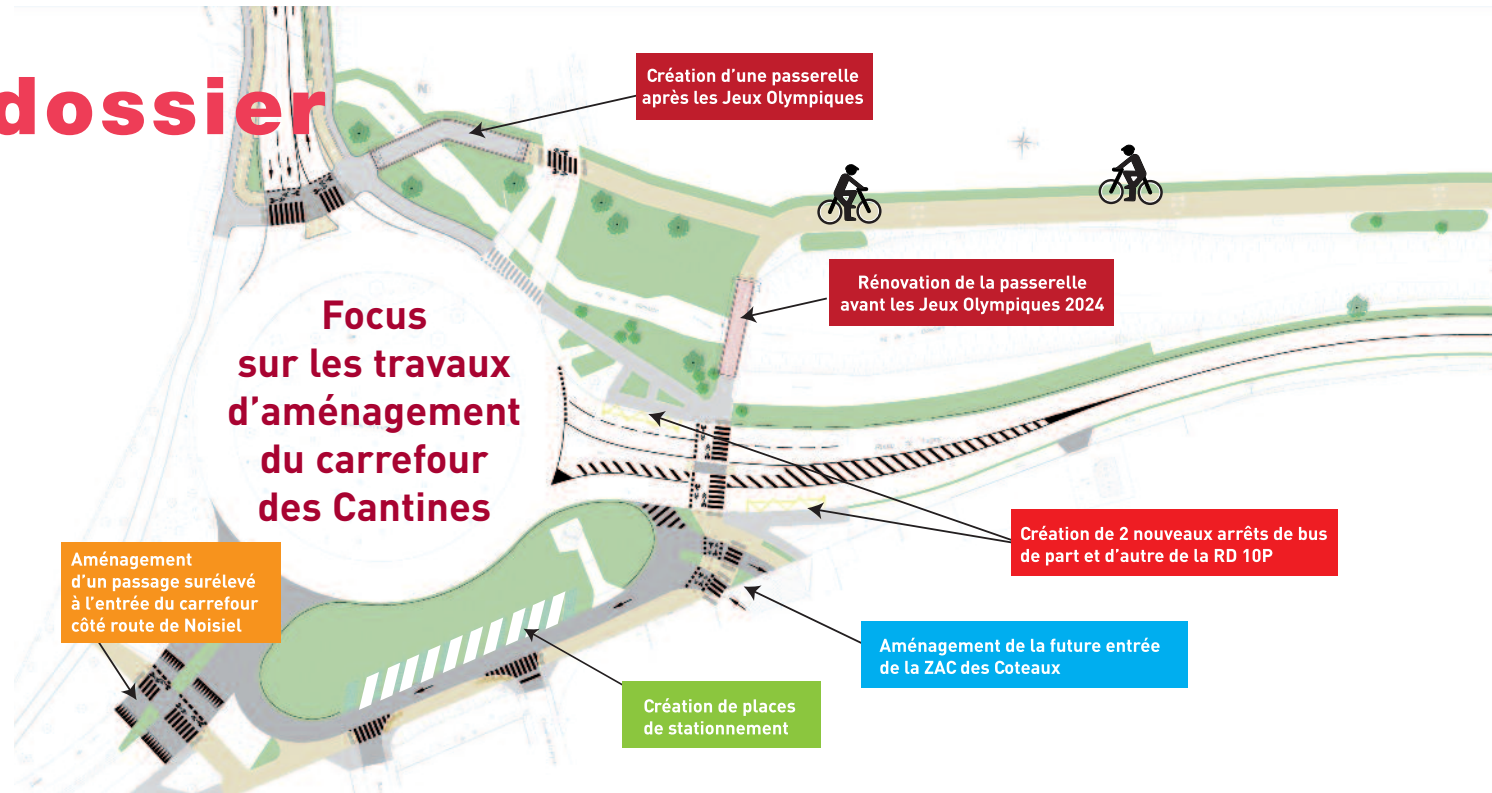 dossier
Création d'une passerelle
après les Jeux Olympiques
N
Rénovation de la passerelle
avant les Jeux Olympiques 2024
Focus
sur les travaux
d'aménagement
du carrefour
des Cantines
Création de 2 nouveaux arrêts de bus
de part et d'autre de la RD 10P
Aménagement
d'un passage surélevé
à l'entrée du carrefour
côté route de Noisiel
Aménagement de la future entrée
de la ZAC des Coteaux
Création de places
de stationnement